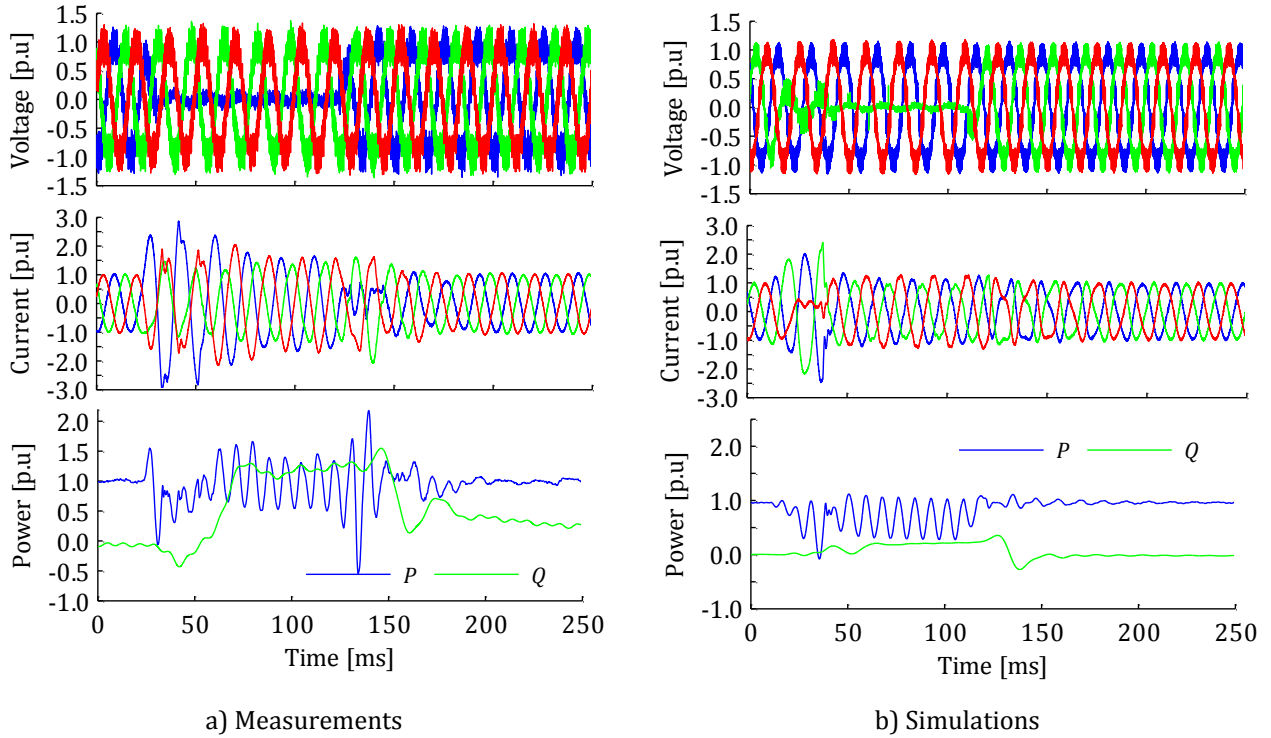 Voltage [p.u]
1.5
1.0
0.5
0.0
-0.5
-1.0
-1.5
Current [p.u]
3.0
2.0
1.0
0.0
-1.0
-2.0
-3.0
Power [p.u]
2.0
1.5
1.0
0.5
0.0
-0.5
-1.0
P
Q
0 50 100 150 200 250
Time [ms]
a) Measurements
Voltage [p.u]
1.5
1.0
0.5
0.0
-0.5
-1.0
-1.5
Current [p.u]
3.0
2.0
1.0
0.0
-1.0
-2.0
-3.0
Power [p.u]
2.0
1.0
0.0
-1.0
P
Q
0 50 100 150 200 250
Time [ms]
b) Simulations